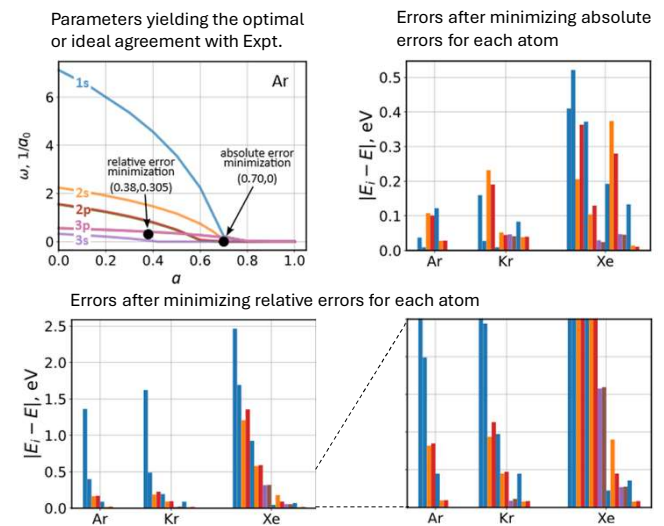 Parameters yielding the optimal
or ideal agreement with Expt.
Ar
1s
2s
2p
3p
3s
relative error
minimization
(0.38,0.305)
absolute error
minimization
(0.70,0)
ω, 1/a₀
6
4
2
0
0.0 0.2 0.4 0.6 0.8 1.0
a
Errors after minimizing absolute
errors for each atom
|Eᵢ − E|, eV
0.5
0.4
0.3
0.2
0.1
0.0
Ar Kr Xe
Errors after minimizing relative errors for each atom
|Eᵢ − E|, eV
2.5
2.0
1.5
1.0
0.5
0.0
Ar Kr Xe
Ar Kr Xe